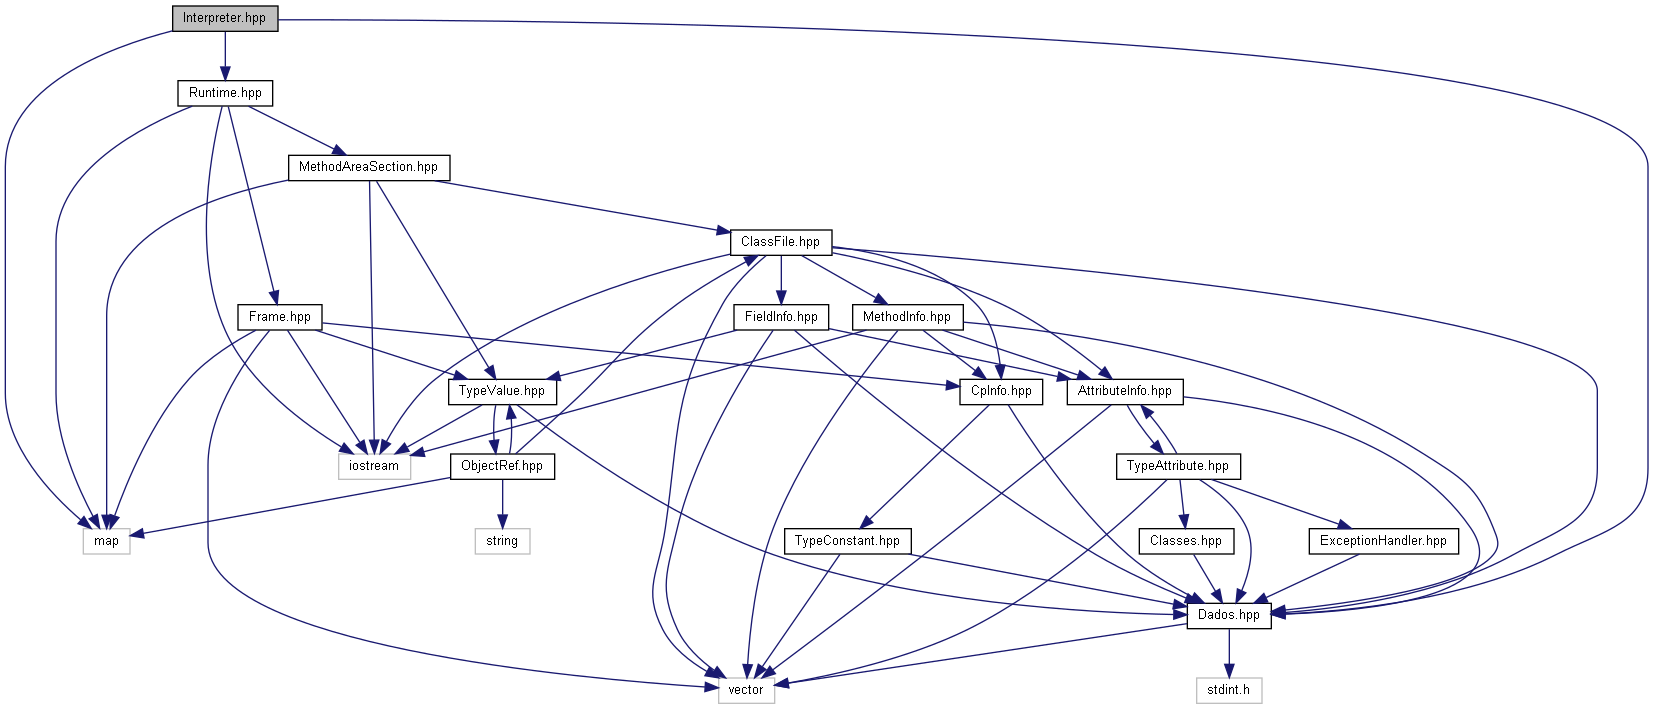 Interpreter.hpp
Runtime.hpp
MethodAreaSection.hpp
ClassFile.hpp
Frame.hpp
FieldInfo.hpp
MethodInfo.hpp
TypeValue.hpp
CpInfo.hpp
AttributeInfo.hpp
iostream
ObjectRef.hpp
TypeAttribute.hpp
map
string
TypeConstant.hpp
Classes.hpp
ExceptionHandler.hpp
Dados.hpp
vector
stdint.h